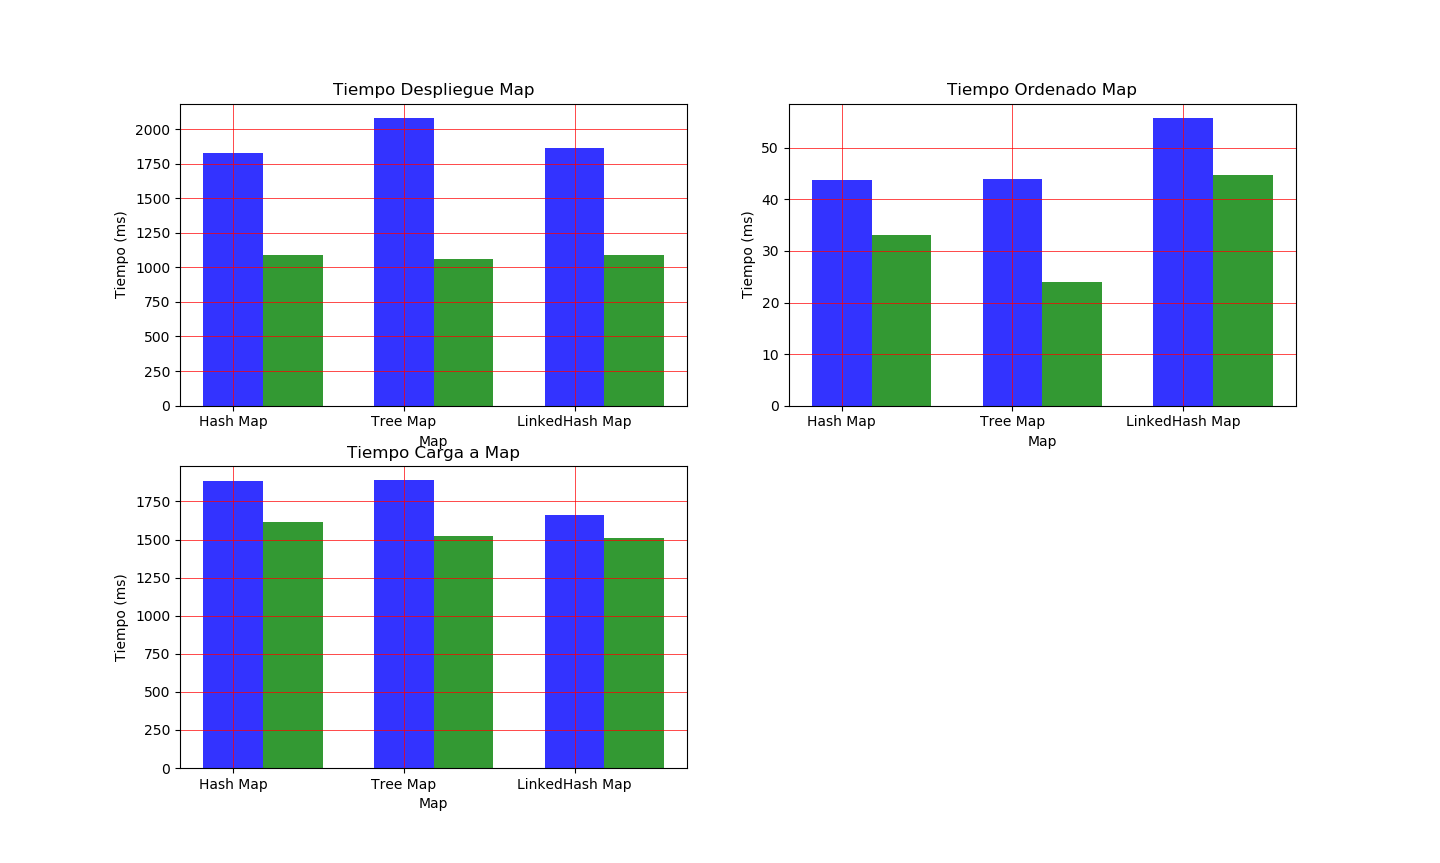 Tiempo Despliegue Map
Tiempo (ms)
2000
1750
1500
1250
1000
750
500
250
0
Hash Map Tree Map LinkedHash Map
Map
Tiempo Ordenado Map
Tiempo (ms)
50
40
30
20
10
0
Hash Map Tree Map LinkedHash Map
Map
Tiempo Carga a Map
Tiempo (ms)
1750
1500
1250
1000
750
500
250
0
Hash Map Tree Map LinkedHash Map
Map